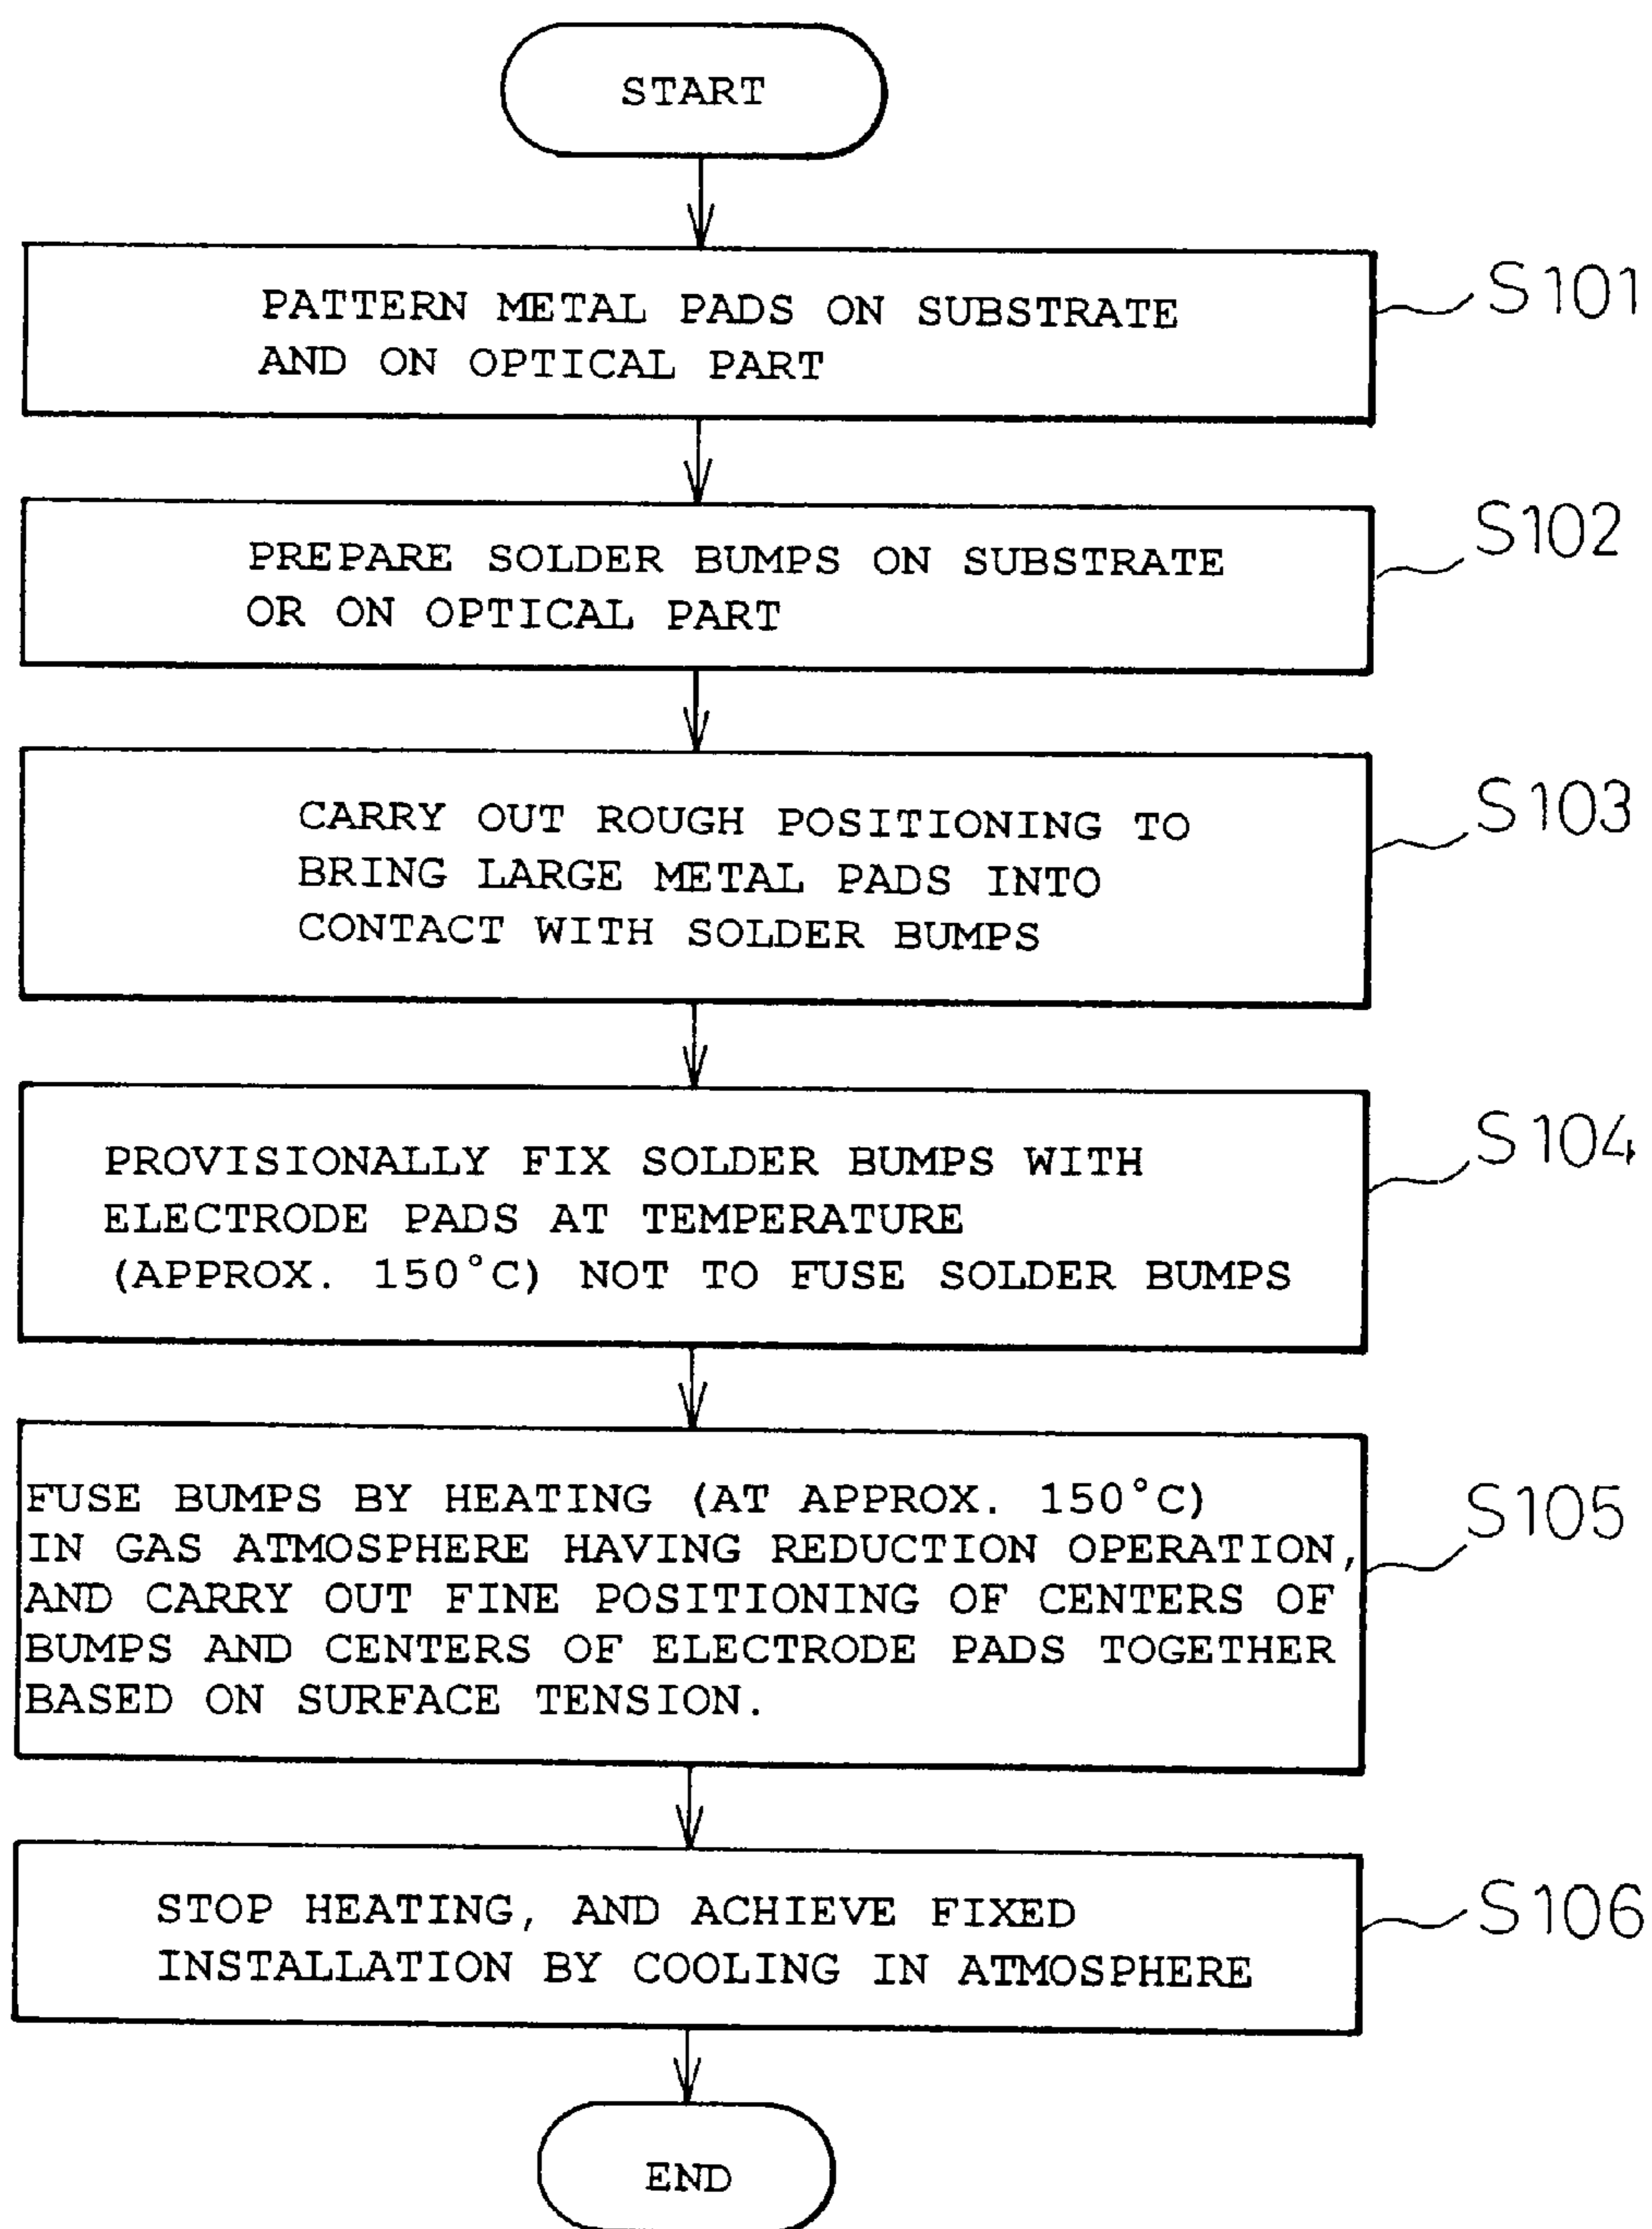 START
PATTERN METAL PADS ON SUBSTRATE
AND ON OPTICAL PART
S101
PREPARE SOLDER BUMPS ON SUBSTRATE
OR ON OPTICAL PART
S102
CARRY OUT ROUGH POSITIONING TO
BRING LARGE METAL PADS INTO
CONTACT WITH SOLDER BUMPS
S103
PROVISIONALLY FIX SOLDER BUMPS WITH
ELECTRODE PADS AT TEMPERATURE
(APPROX. 150°C) NOT TO FUSE SOLDER BUMPS
S104
FUSE BUMPS BY HEATING (AT APPROX. 150°C)
IN GAS ATMOSPHERE HAVING REDUCTION OPERATION,
AND CARRY OUT FINE POSITIONING OF CENTERS OF
BUMPS AND CENTERS OF ELECTRODE PADS TOGETHER
BASED ON SURFACE TENSION.
S105
STOP HEATING, AND ACHIEVE FIXED
INSTALLATION BY COOLING IN ATMOSPHERE
S106
END